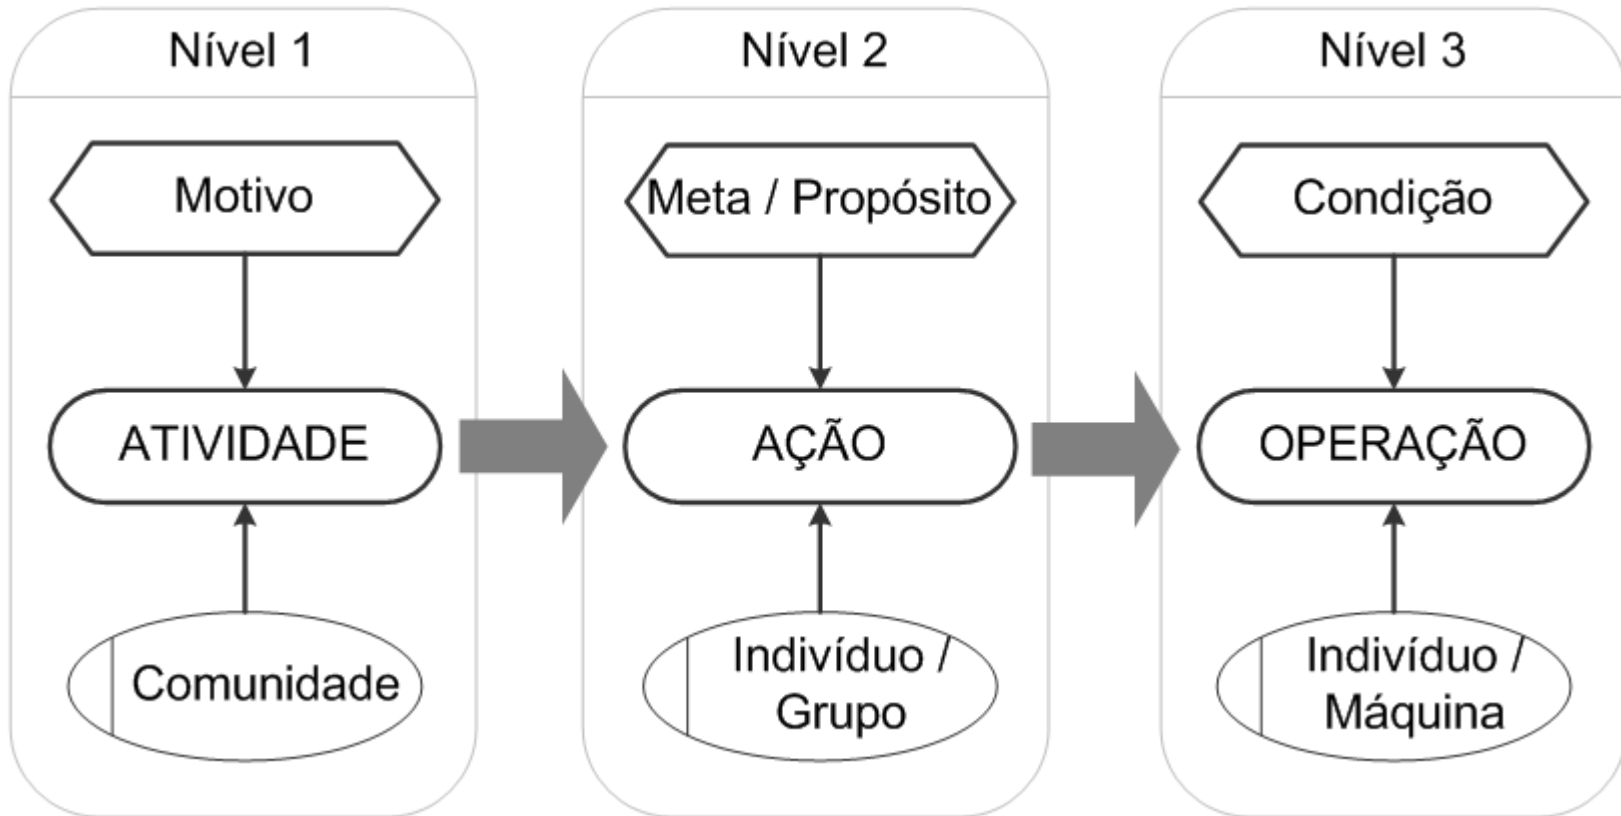 Nível 1
Nível 2
Nível 3
Motivo
Meta / Propósito
Condição
ATIVIDADE
AÇÃO
OPERAÇÃO
Comunidade
Indivíduo /
Grupo
Indivíduo /
Máquina